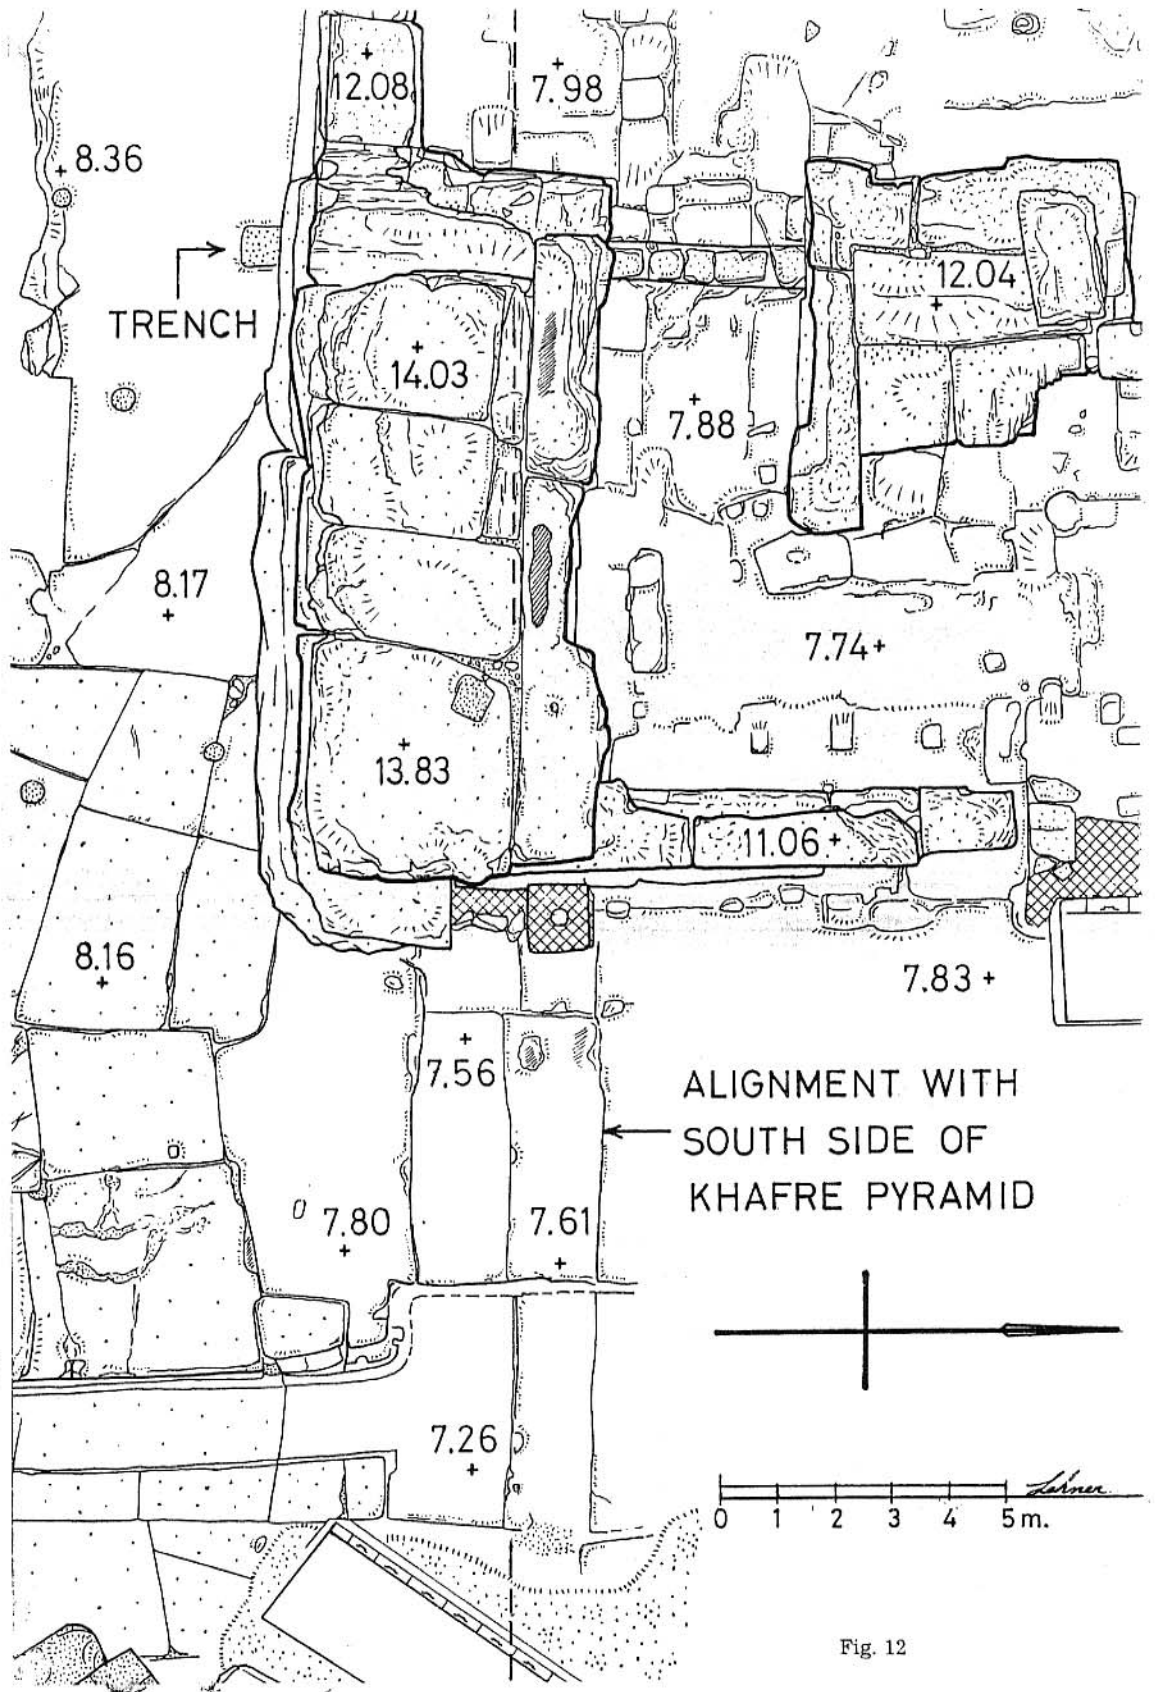 12.08
7.98
8.36
TRENCH
12.04
14.03
7.88
8.17
7.74
13.83
11.06
8.16
7.83
7.56
ALIGNMENT WITH
SOUTH SIDE OF
KHAFRE PYRAMID
7.80
7.61
7.26
Lehner
0 1 2 3 4 5 m.
Fig. 12